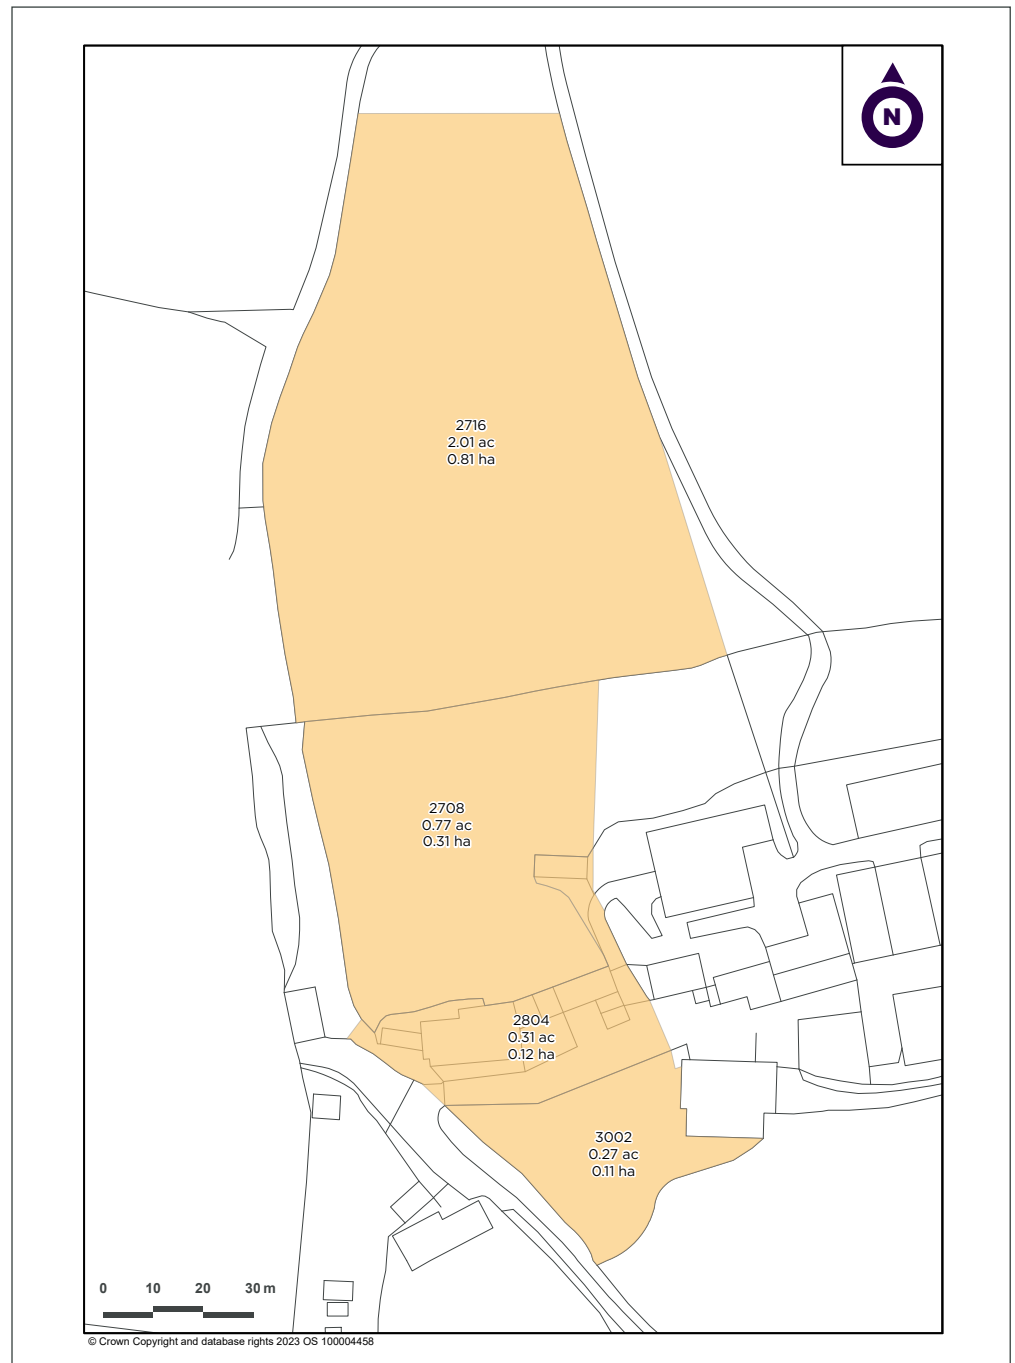 N
2716
2.01 ac
0.81 ha
2708
0.77 ac
0.31 ha
2804
0.31 ac
0.12 ha
3002
0.27 ac
0.11 ha
0 10 20 30 m
© Crown Copyright and database rights 2023 OS 100004458